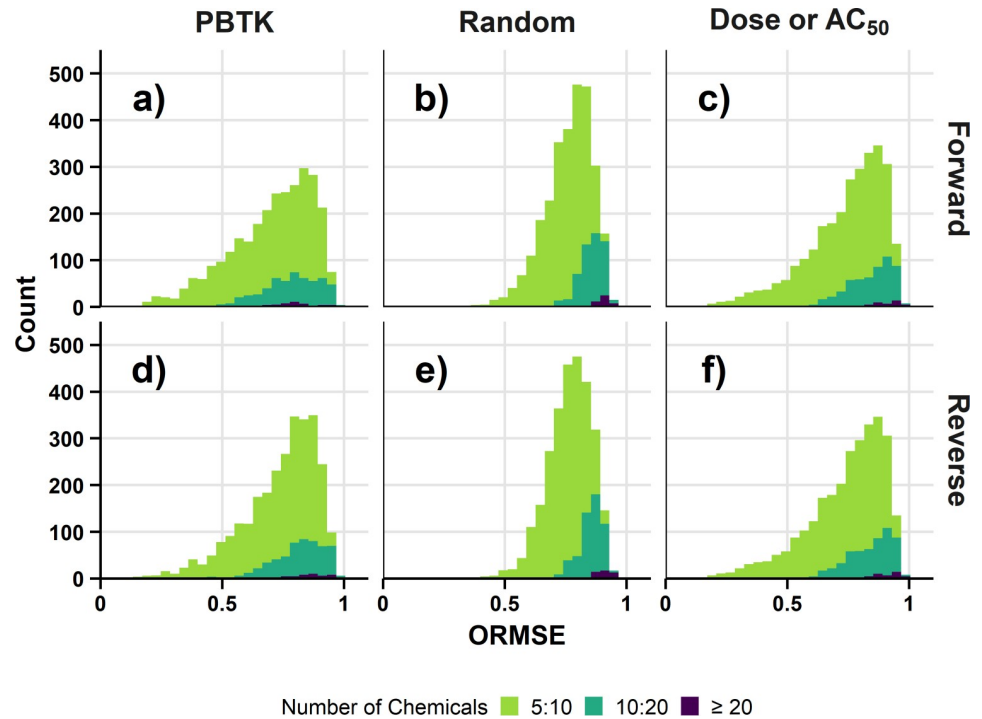 PBTK Random Dose or AC50
500 a) b) c) Forward
400
300
200
100
0
Count
500 d) e) f) Reverse
400
300
200
100
0
0 0.5 1 0 0.5 1 0 0.5 1
ORMSE
Number of Chemicals 5:10 10:20 ≥ 20